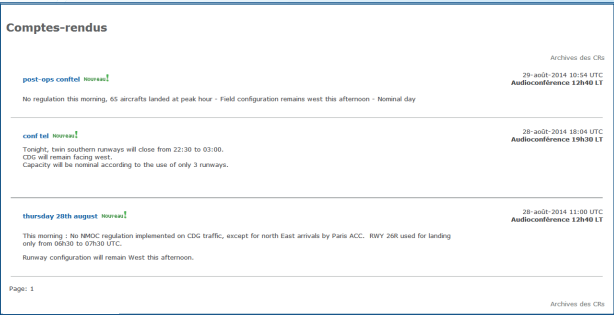 Comptes-rendus
Archives des CRs
post-ops conftel Nouveau!
29-août-2014 10:54 UTC
Audioconférence 12h40 LT
No regulation this morning, 65 aircrafts landed at peak hour - Field configuration remains west this afternoon - Nominal day
conf tel Nouveau!
28-août-2014 18:04 UTC
Audioconférence 19h30 LT
Tonight, twin southern runways will close from 22:30 to 03:00.
CDG will remain facing west.
Capacity will be nominal according to the use of only 3 runways.
thursday 28th august Nouveau!
28-août-2014 11:00 UTC
Audioconférence 12h40 LT
This morning : No NMOC regulation implemented on CDG traffic, except for north East arrivals by Paris ACC. RWY 26R used for landing
only from 06h30 to 07h30 UTC.
Runway configuration will remain West this afternoon.
Page: 1
Archives des CRs